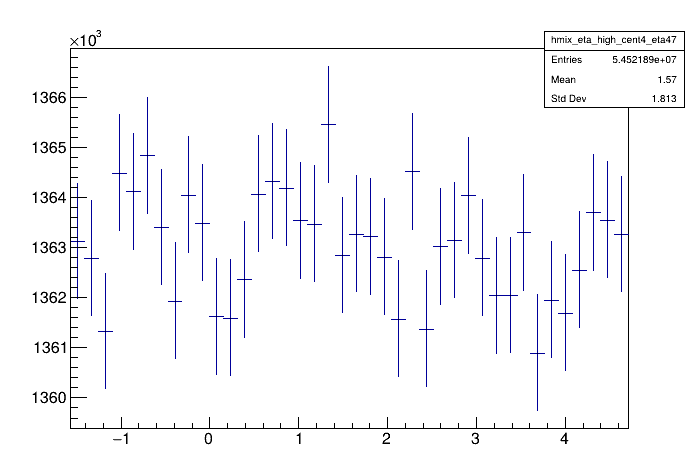 ×10³
hmix_eta_high_cent4_eta47
Entries 5.452189e+07
Mean 1.57
Std Dev 1.813
1366
1365
1364
1363
1362
1361
1360
−1 0 1 2 3 4